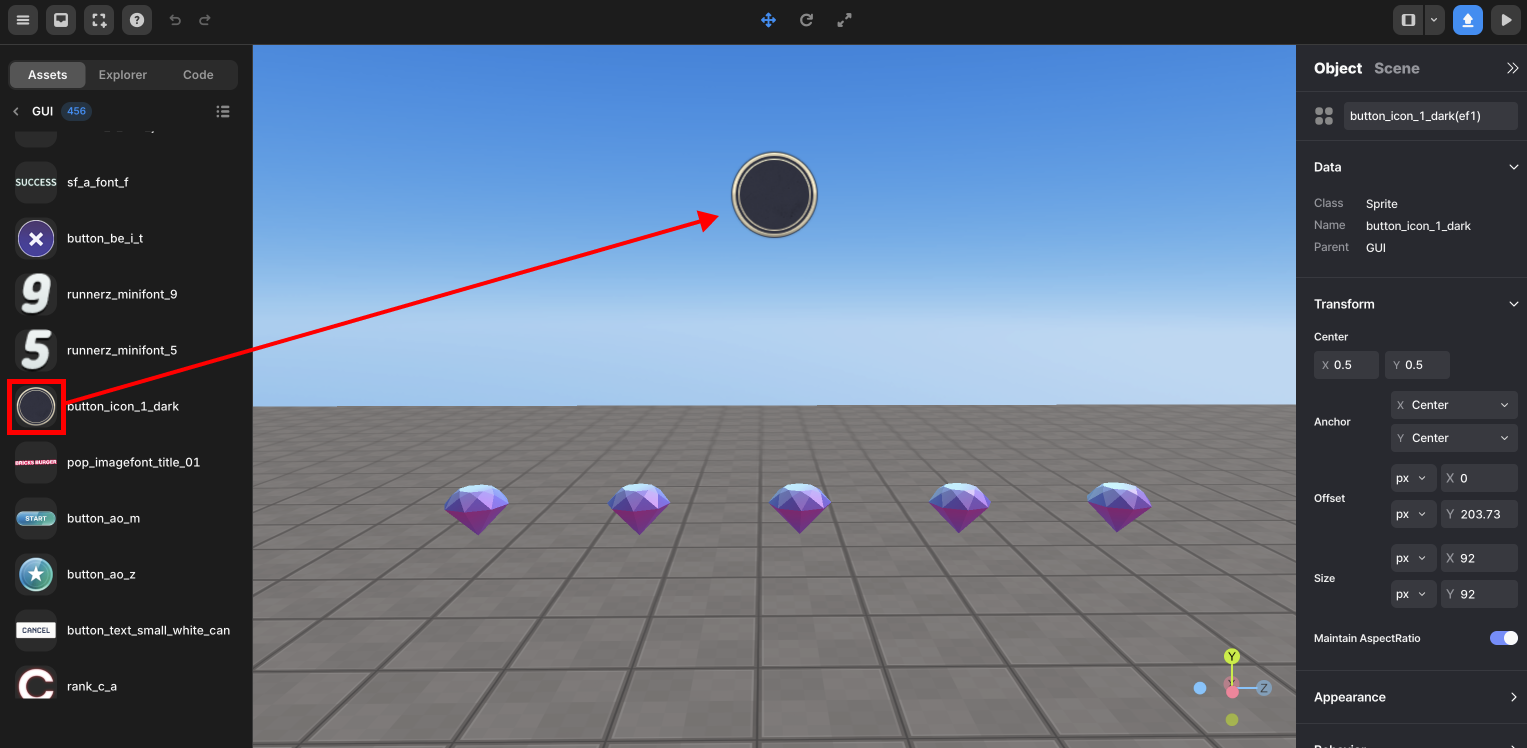 Assets
Explorer
Code
GUI
456
SUCCESS
sf_a_font_f
button_be_i_t
9
runnerz_minifont_9
5
runnerz_minifont_5
button_icon_1_dark
BRICKS BURGER
pop_imagefont_title_01
START
button_ao_m
button_ao_z
CANCEL
button_text_small_white_can
C
rank_c_a
Y
Z
Object
Scene
button_icon_1_dark(ef1)
Data
Class Sprite
Name button_icon_1_dark
Parent GUI
Transform
Center
X 0.5 Y 0.5
Anchor
X Center
Y Center
Offset
px X 0
px Y 203.73
Size
px X 92
px Y 92
Maintain AspectRatio
Appearance
Behavior